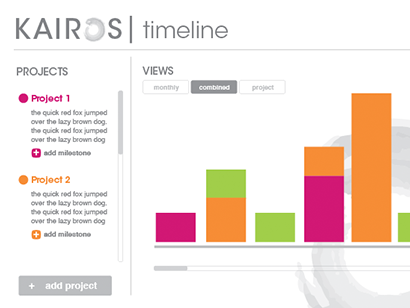 KAIROS | timeline
PROJECTS
Project 1
the quick red fox jumped
over the lazy brown dog,
the quick red fox jumped
over the lazy brown dog.
add milestone
Project 2
the quick red fox jumped
over the lazy brown dog,
the quick red fox jumped
over the lazy brown dog.
add milestone
+ add project
VIEWS
monthly combined project